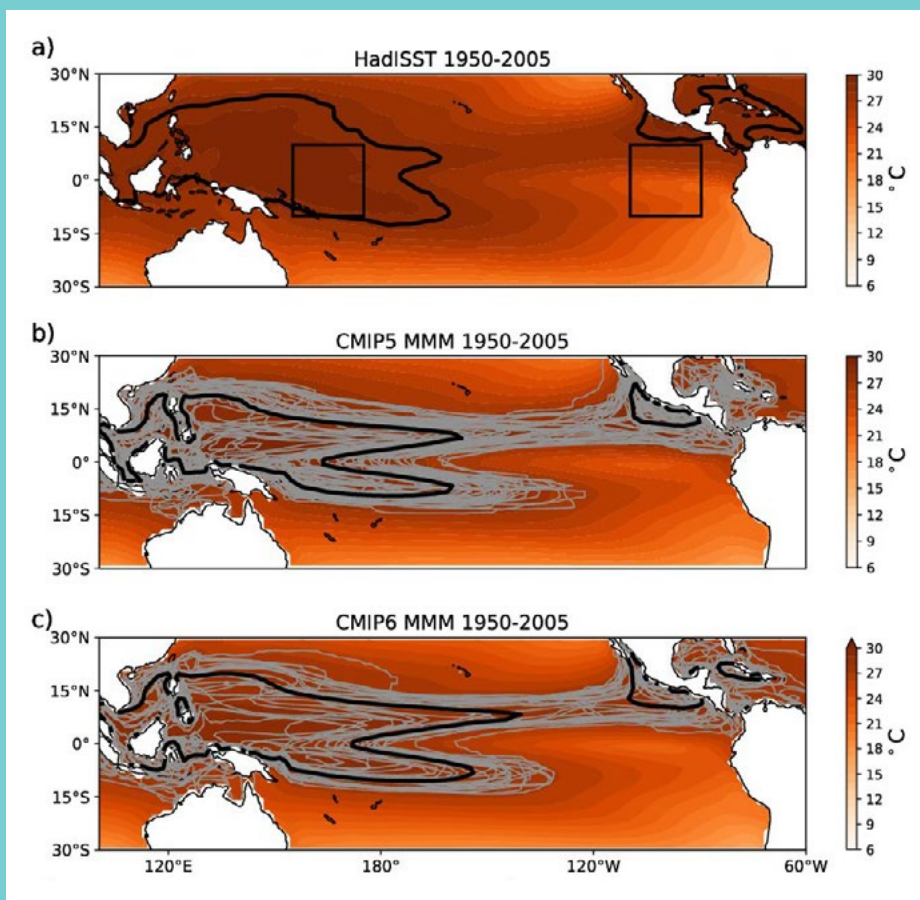 a)
HadISST 1950-2005
30°N
15°N
0°
15°S
30°S
30
27
24
21
18
15
12
9
6
°C
b)
CMIP5 MMM 1950-2005
30°N
15°N
0°
15°S
30°S
30
27
24
21
18
15
12
9
6
°C
c)
CMIP6 MMM 1950-2005
30°N
15°N
0°
15°S
30°S
120°E 180° 120°W 60°W
30
27
24
21
18
15
12
9
6
°C